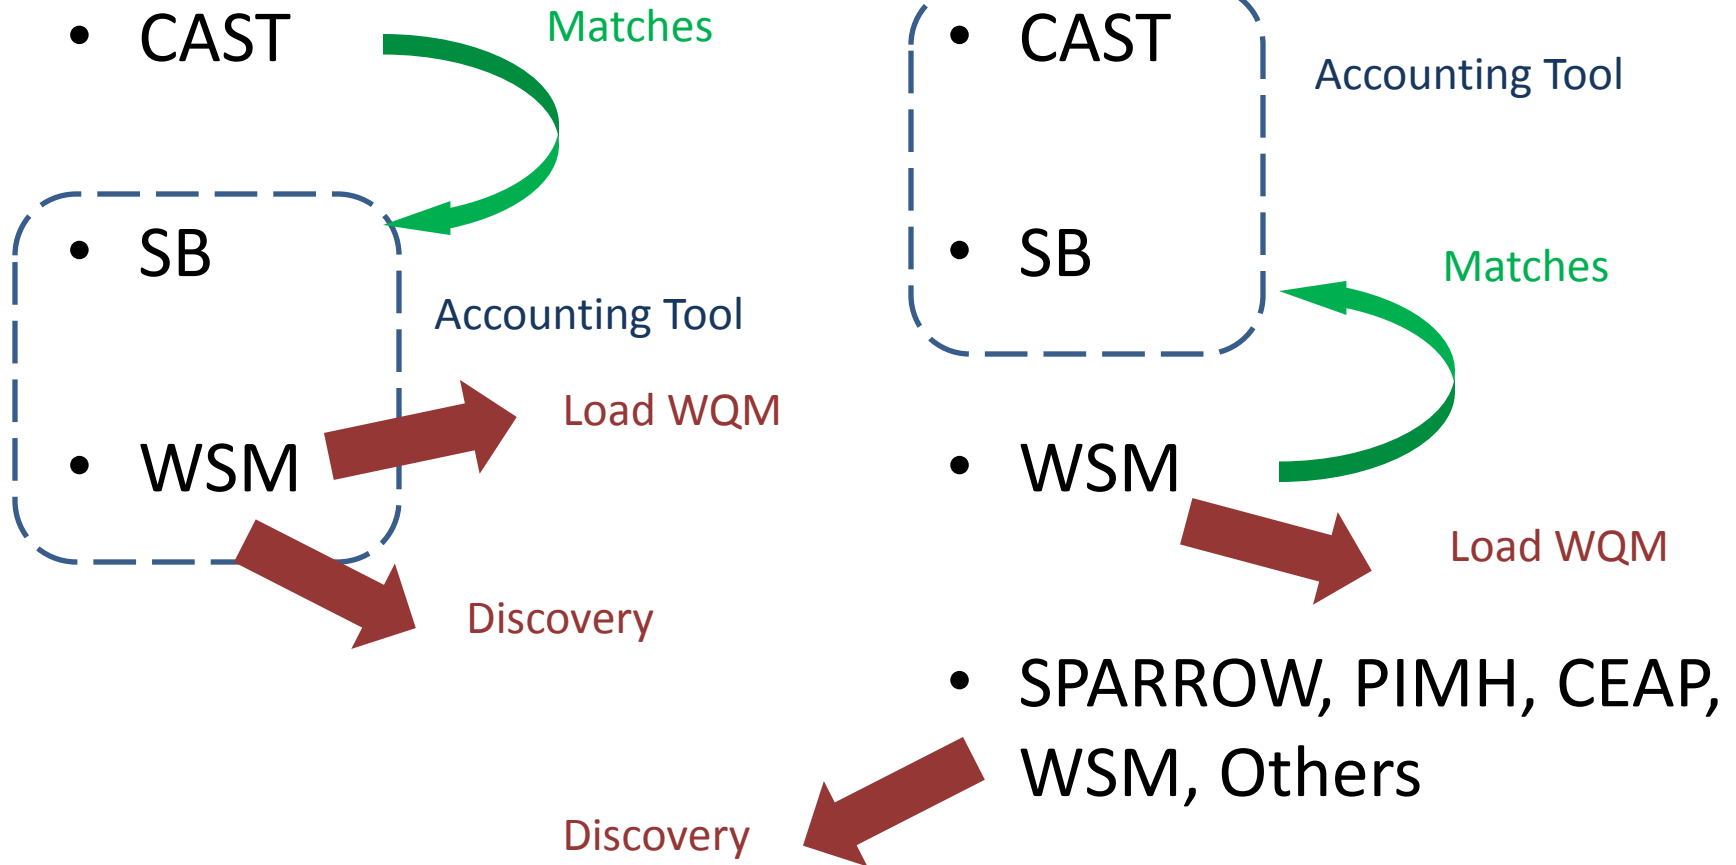 • CAST
Matches
• SB
Accounting Tool
• WSM
Load WQM
Discovery
• CAST
Accounting Tool
• SB
Matches
• WSM
Load WQM
• SPARROW, PIMH, CEAP,
WSM, Others
Discovery